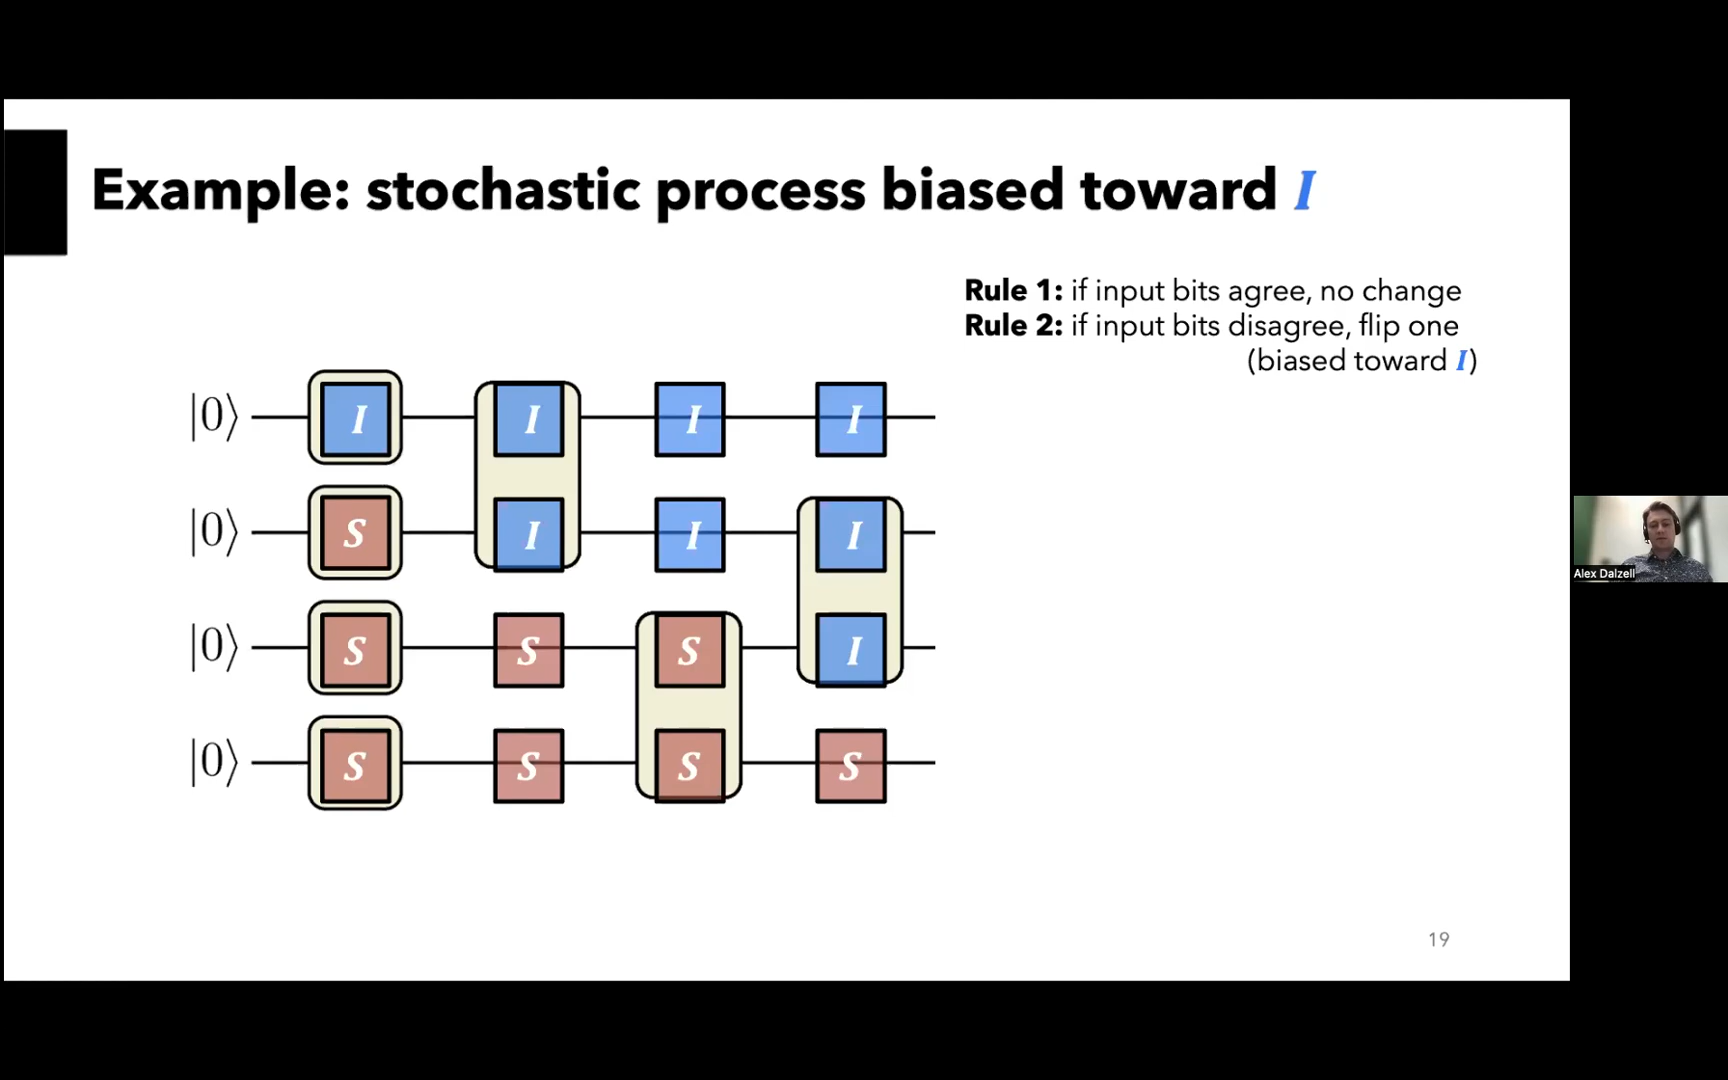 Example: stochastic process biased toward I
Rule 1: if input bits agree, no change
Rule 2: if input bits disagree, flip one
(biased toward I)
|0⟩ I I I I
|0⟩ S I I I
|0⟩ S S S I
|0⟩ S S S S
Alex Dalzell
19